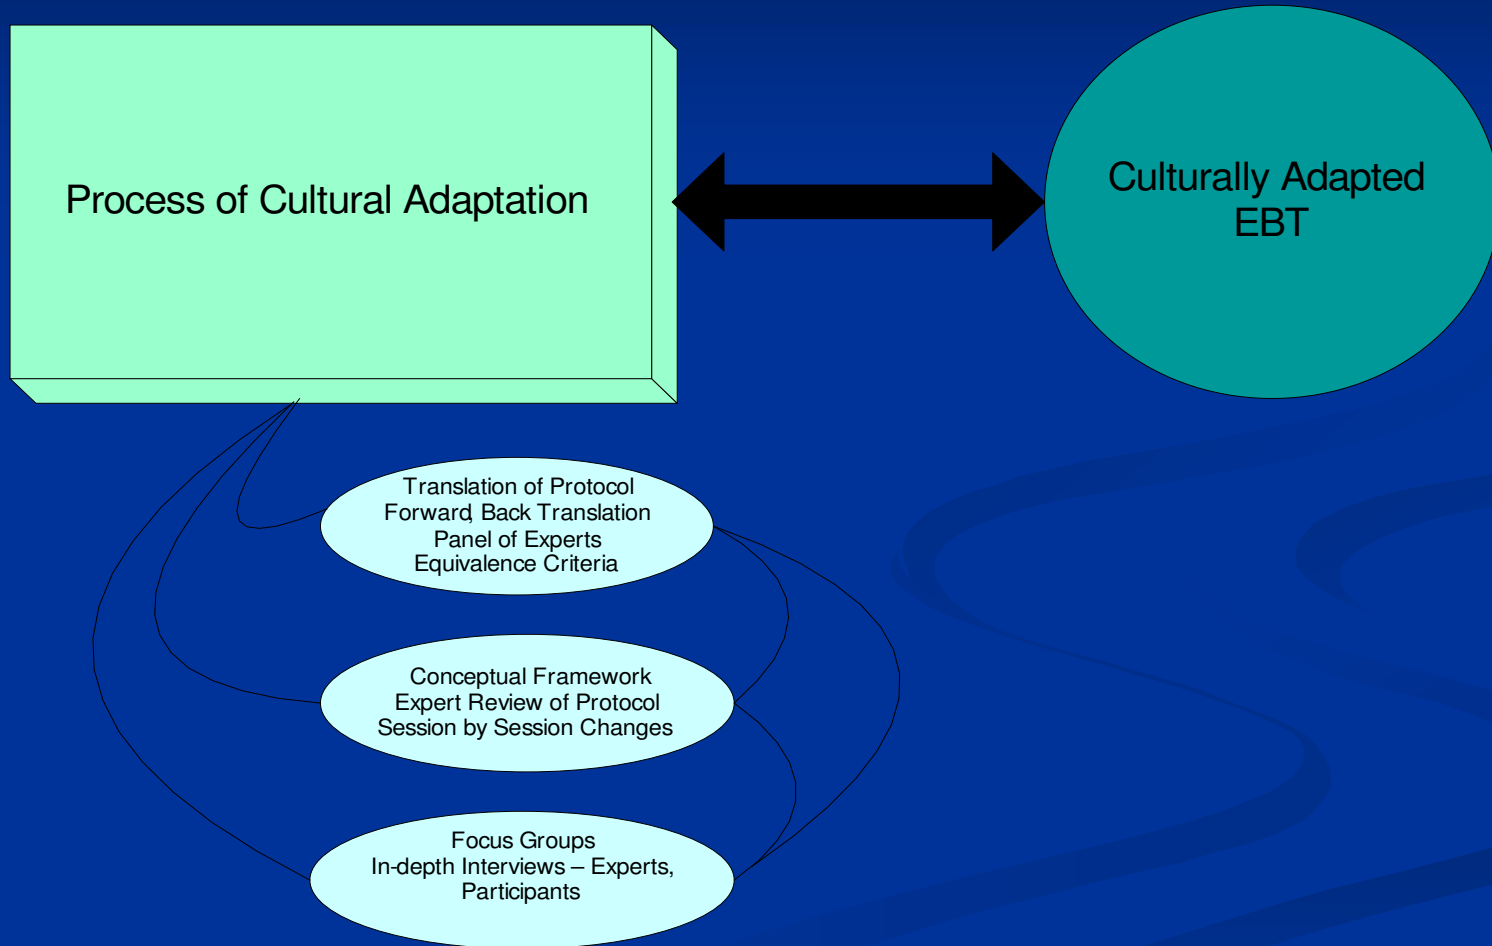 Process of Cultural Adaptation
Culturally Adapted
EBT
Translation of Protocol
Forward, Back Translation
Panel of Experts
Equivalence Criteria
Conceptual Framework
Expert Review of Protocol
Session by Session Changes
Focus Groups
In-depth Interviews – Experts,
Participants